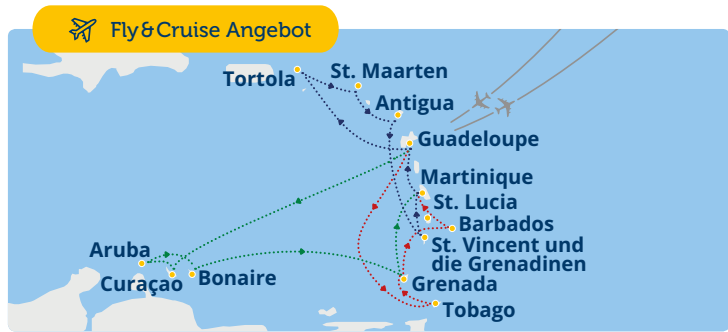 Fly & Cruise Angebot
Tortola
St. Maarten
Antigua
Guadeloupe
Martinique
St. Lucia
Barbados
St. Vincent und
die Grenadinen
Aruba
Curaçao
Bonaire
Grenada
Tobago